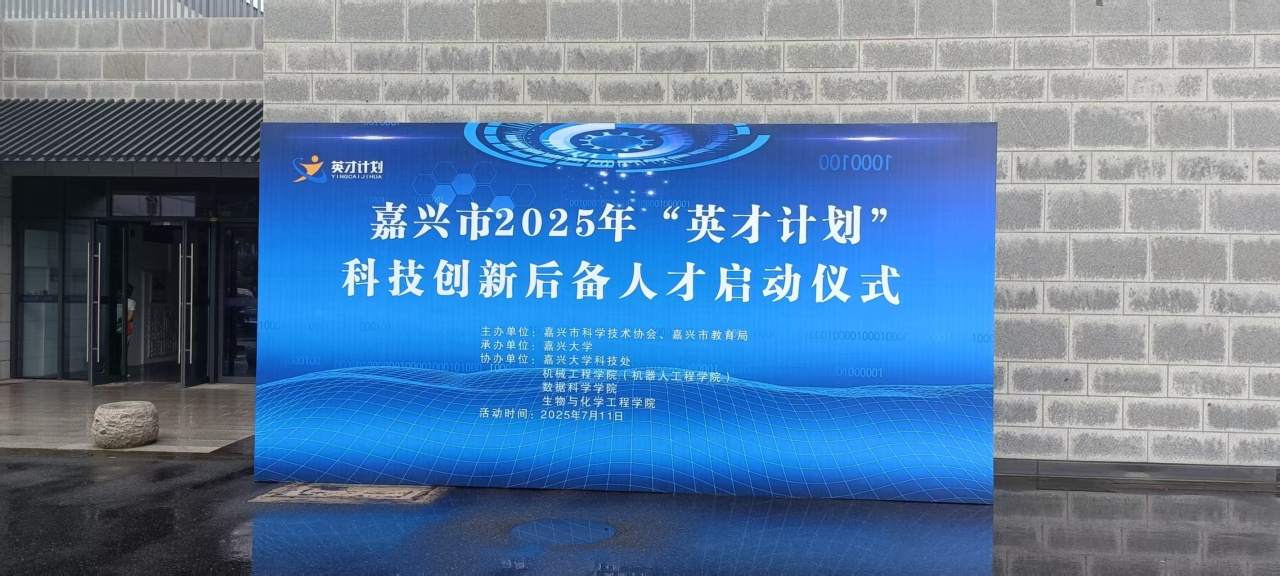 英才计划
YINGCAIJIHUA
1000100
嘉兴市2025年“英才计划”
科技创新后备人才启动仪式
主办单位：嘉兴市科学技术协会、嘉兴市教育局
承办单位：嘉兴大学
协办单位：嘉兴大学科技处
机械工程学院（机器人工程学院）
数据科学学院
生物与化学工程学院
活动时间：2025年7月11日